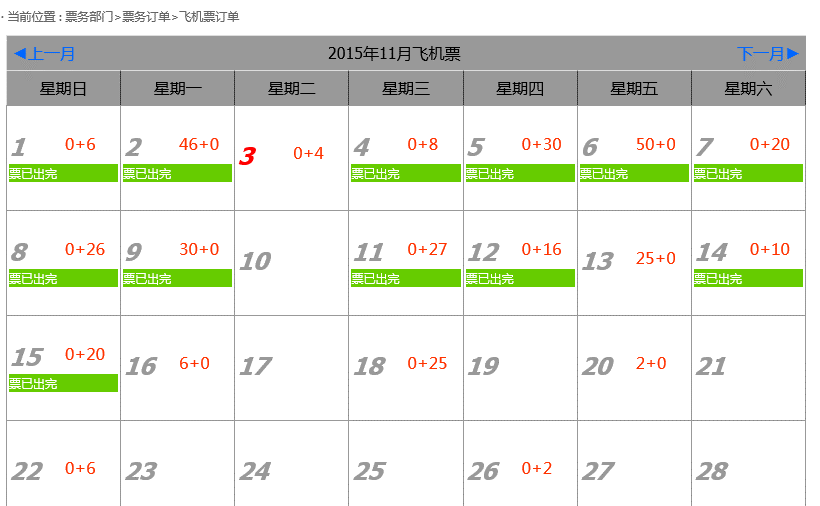 · 当前位置 : 票务部门>票务订单>飞机票订单
◀上一月 2015年11月飞机票 下一月▶
星期日 星期一 星期二 星期三 星期四 星期五 星期六
1 0+6 2 46+0 3 0+4 4 0+8 5 0+30 6 50+0 7 0+20
票已出完 票已出完 票已出完 票已出完 票已出完 票已出完
8 0+26 9 30+0 10 11 0+27 12 0+16 13 25+0 14 0+10
票已出完 票已出完 票已出完 票已出完 票已出完
15 0+20 16 6+0 17 18 0+25 19 20 2+0 21
票已出完
22 0+6 23 24 25 26 0+2 27 28